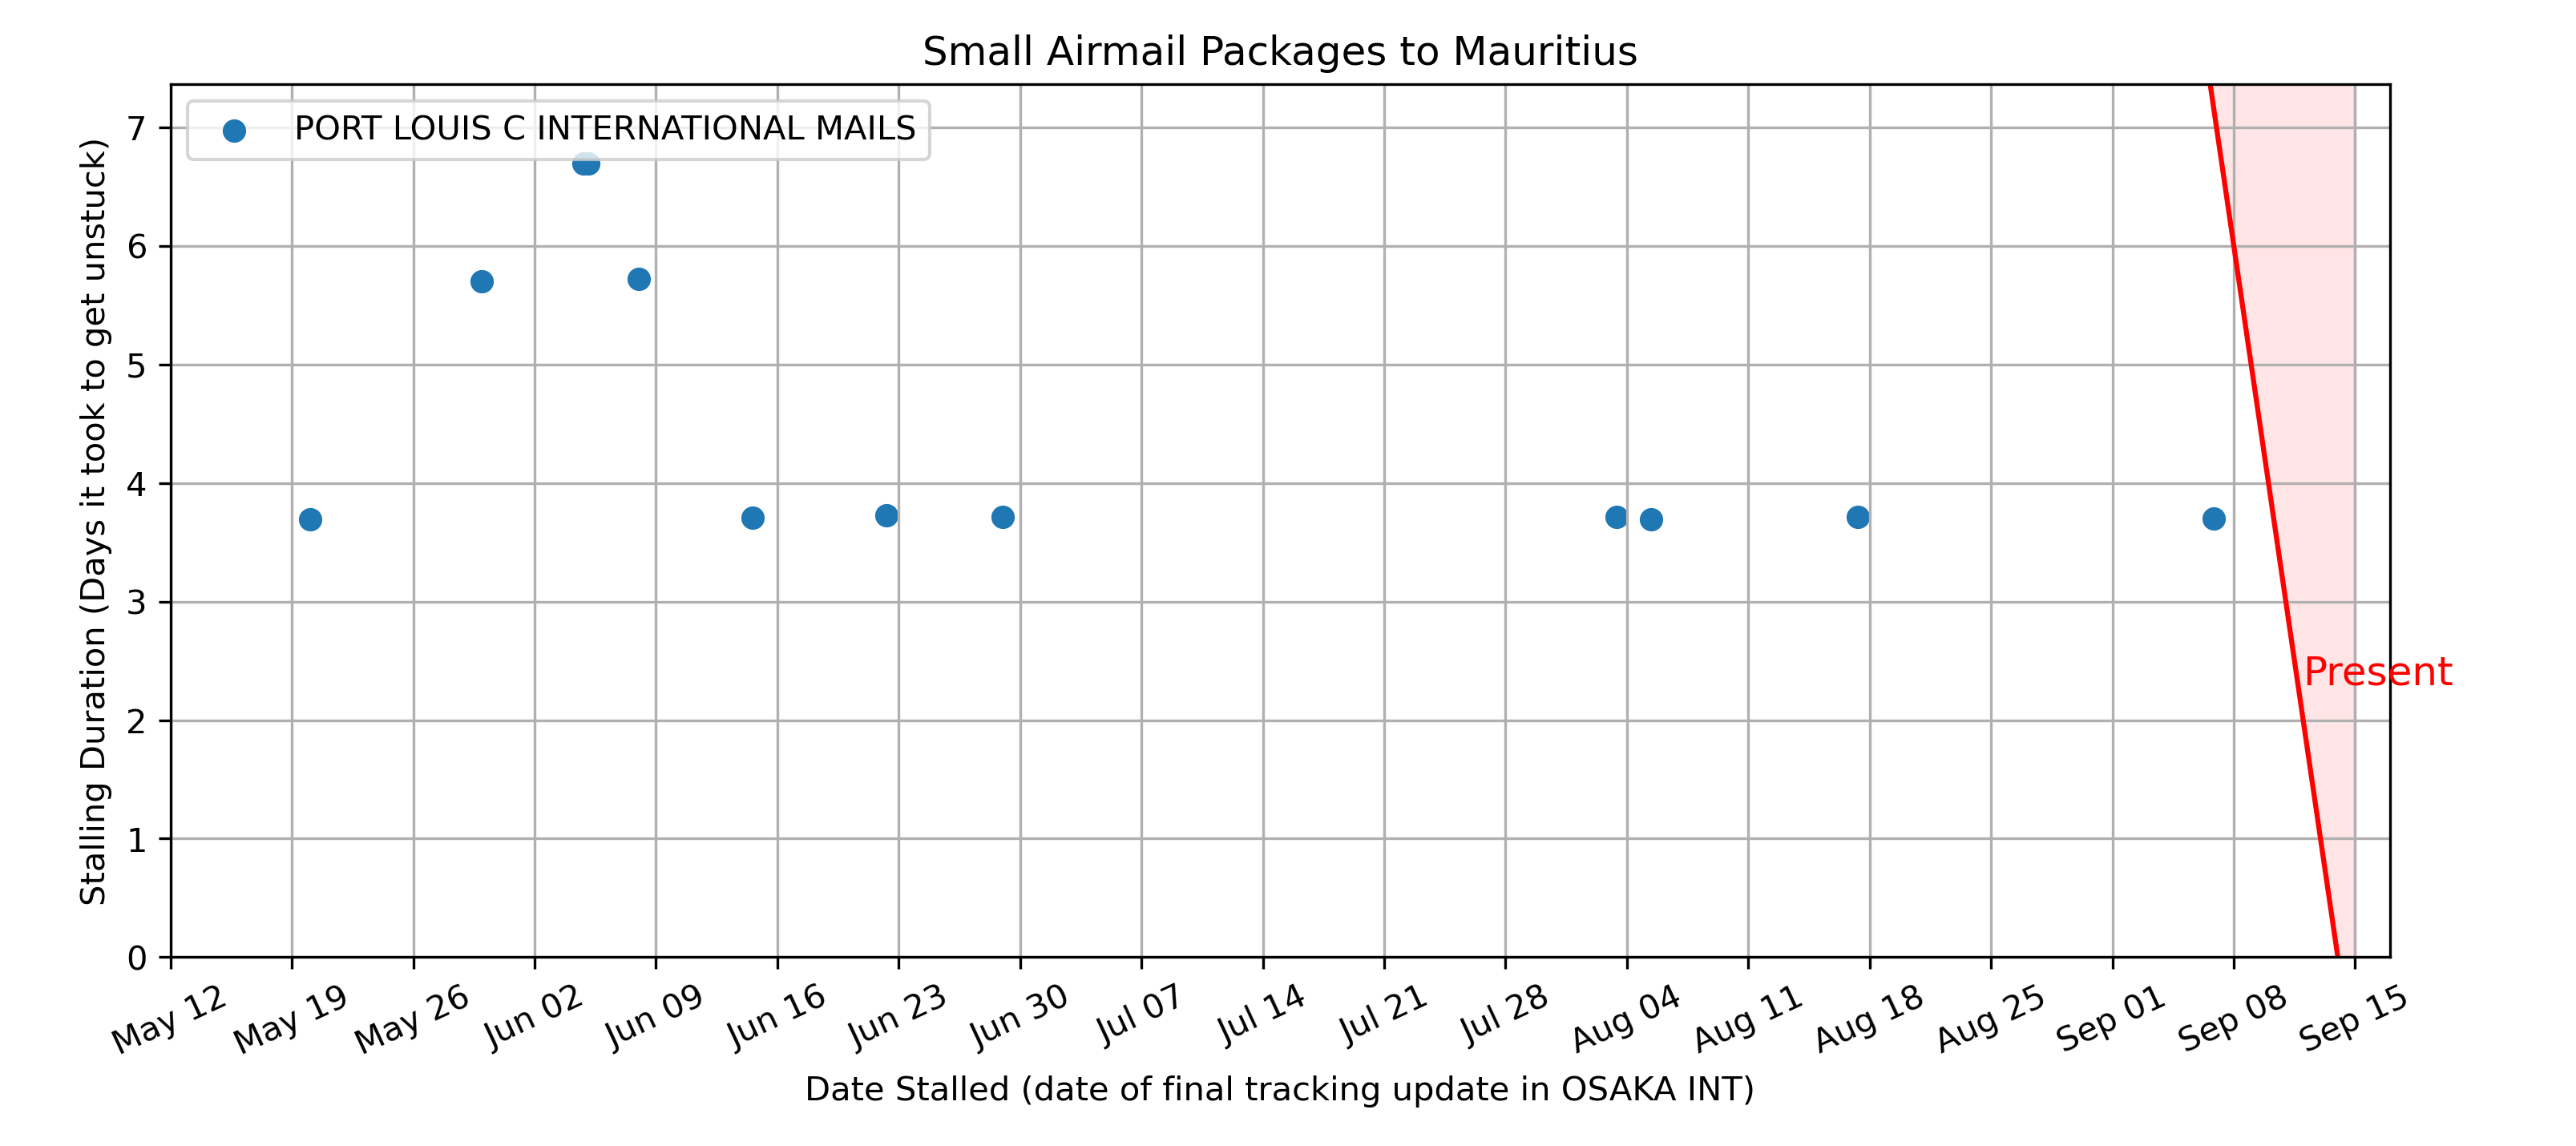 Small Airmail Packages to Mauritius
PORT LOUIS C INTERNATIONAL MAILS
Stalling Duration (Days it took to get unstuck)
7
6
5
4
3
2
1
0
Present
May 12
May 19
May 26
Jun 02
Jun 09
Jun 16
Jun 23
Jun 30
Jul 07
Jul 14
Jul 21
Jul 28
Aug 04
Aug 11
Aug 18
Aug 25
Sep 01
Sep 08
Sep 15
Date Stalled (date of final tracking update in OSAKA INT)